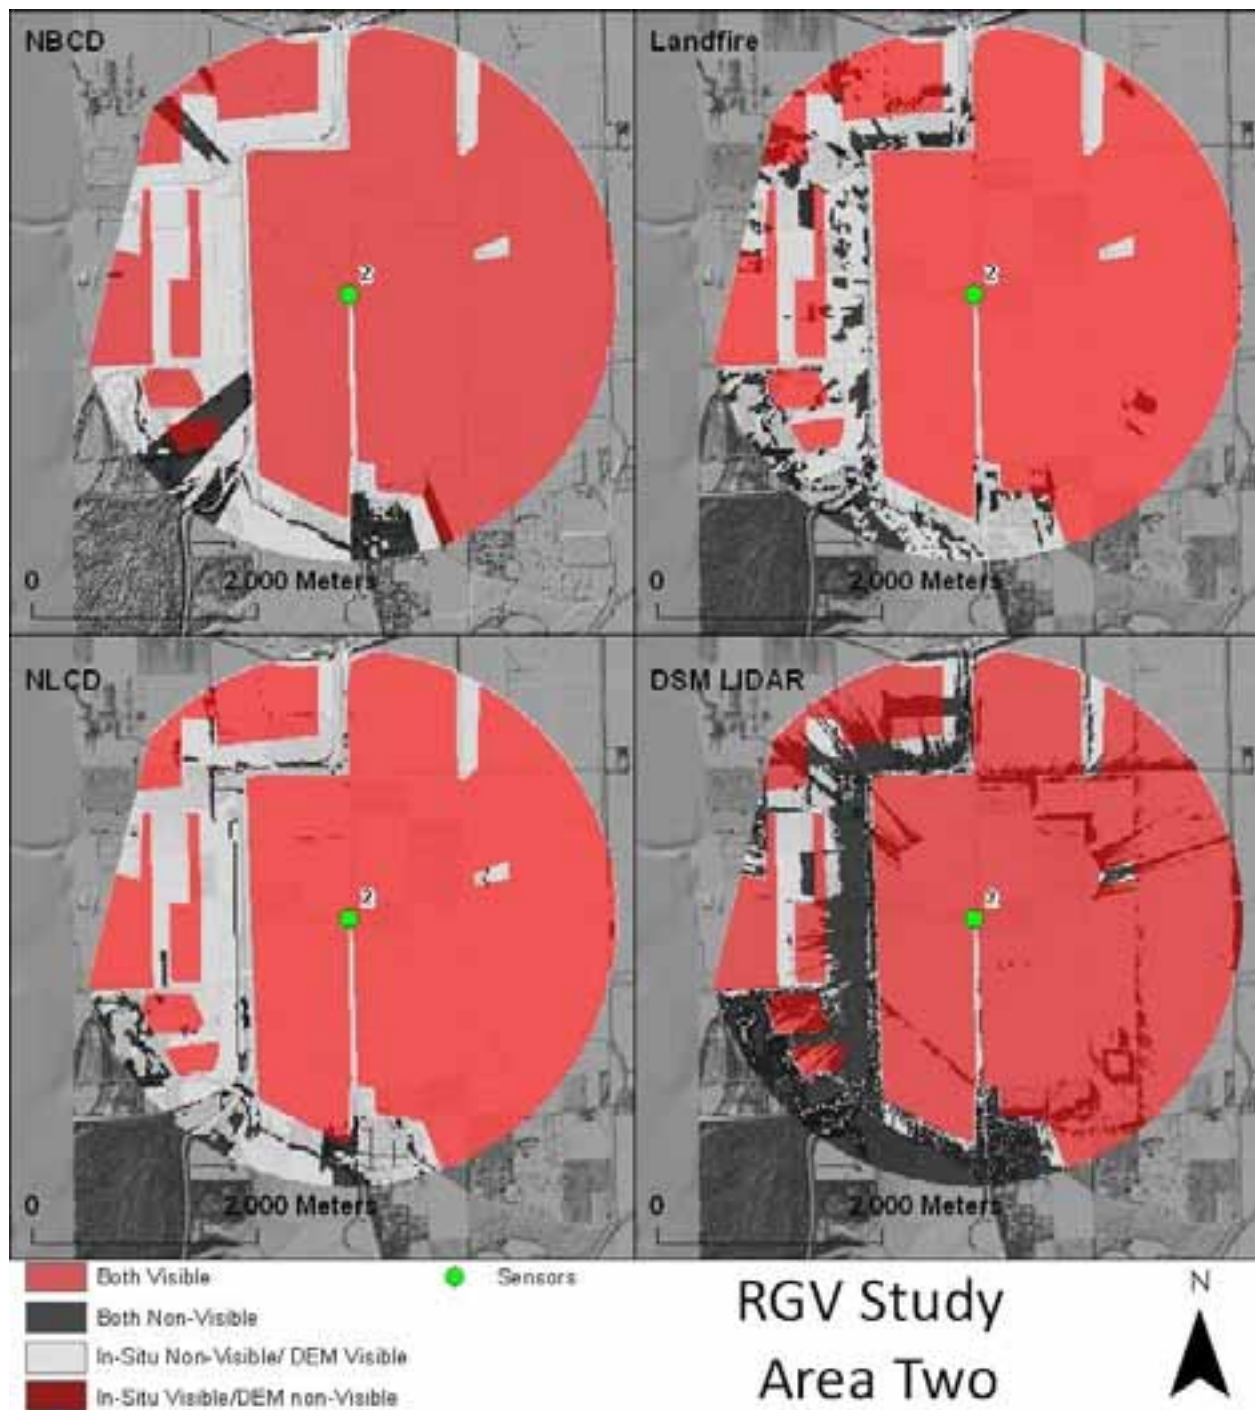 NBCD
Landfire
2
2
0 2,000 Meters
0 2,000 Meters
NLCD
DSM LIDAR
2
2
0 2,000 Meters
0 2,000 Meters
Both Visible
Sensors
Both Non-Visible
In-Situ Non-Visible/ DEM Visible
In-Situ Visible/DEM non-Visible
RGV Study
Area Two
N